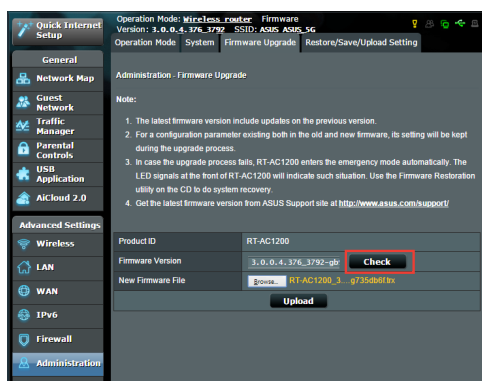 Quick Internet
Setup
Operation Mode: Wireless router Firmware
Version: 3.0.0.4.376_3792 SSID: ASUS ASUS_5G
Operation Mode System Firmware Upgrade Restore/Save/Upload Setting
General
Network Map
Guest
Network
Traffic
Manager
Parental
Controls
USB
Application
AiCloud 2.0
Advanced Settings
Wireless
LAN
WAN
IPv6
Firewall
Administration
Administration - Firmware Upgrade
Note:
1. The latest firmware version include updates on the previous version.
2. For a configuration parameter existing both in the old and new firmware, its setting will be kept
during the upgrade process.
3. In case the upgrade process fails, RT-AC1200 enters the emergency mode automatically. The
LED signals at the front of RT-AC1200 will indicate such situation. Use the Firmware Restoration
utility on the CD to do system recovery.
4. Get the latest firmware version from ASUS Support site at http://www.asus.com/support/
Product ID RT-AC1200
Firmware Version 3.0.0.4.376_3792-gb Check
New Firmware File Browse... RT-AC1200_3....g735db6f.trx
Upload